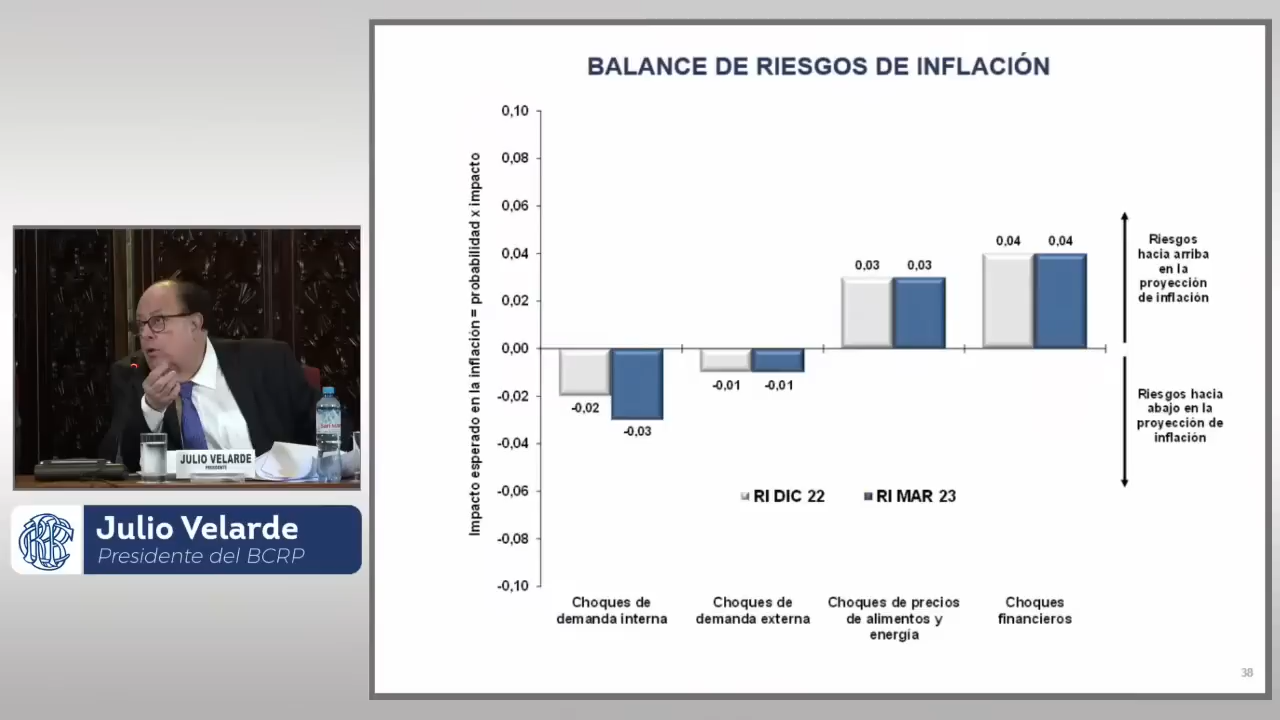 BALANCE DE RIESGOS DE INFLACIÓN
Impacto esperado en la inflación = probabilidad x impacto
0,10
0,08
0,06
0,04
0,02
0,00
-0,02
-0,04
-0,06
-0,08
-0,10
-0,02
-0,03
-0,01
-0,01
0,03
0,03
0,04
0,04
Riesgos
hacia arriba
en la
proyección
de inflación
Riesgos hacia
abajo en la
proyección de
inflación
RI DIC 22
RI MAR 23
Choques de
demanda interna
Choques de
demanda externa
Choques de precios
de alimentos y
energía
Choques
financieros
38
JULIO VELARDE
PRESIDENTE
Julio Velarde
Presidente del BCRP